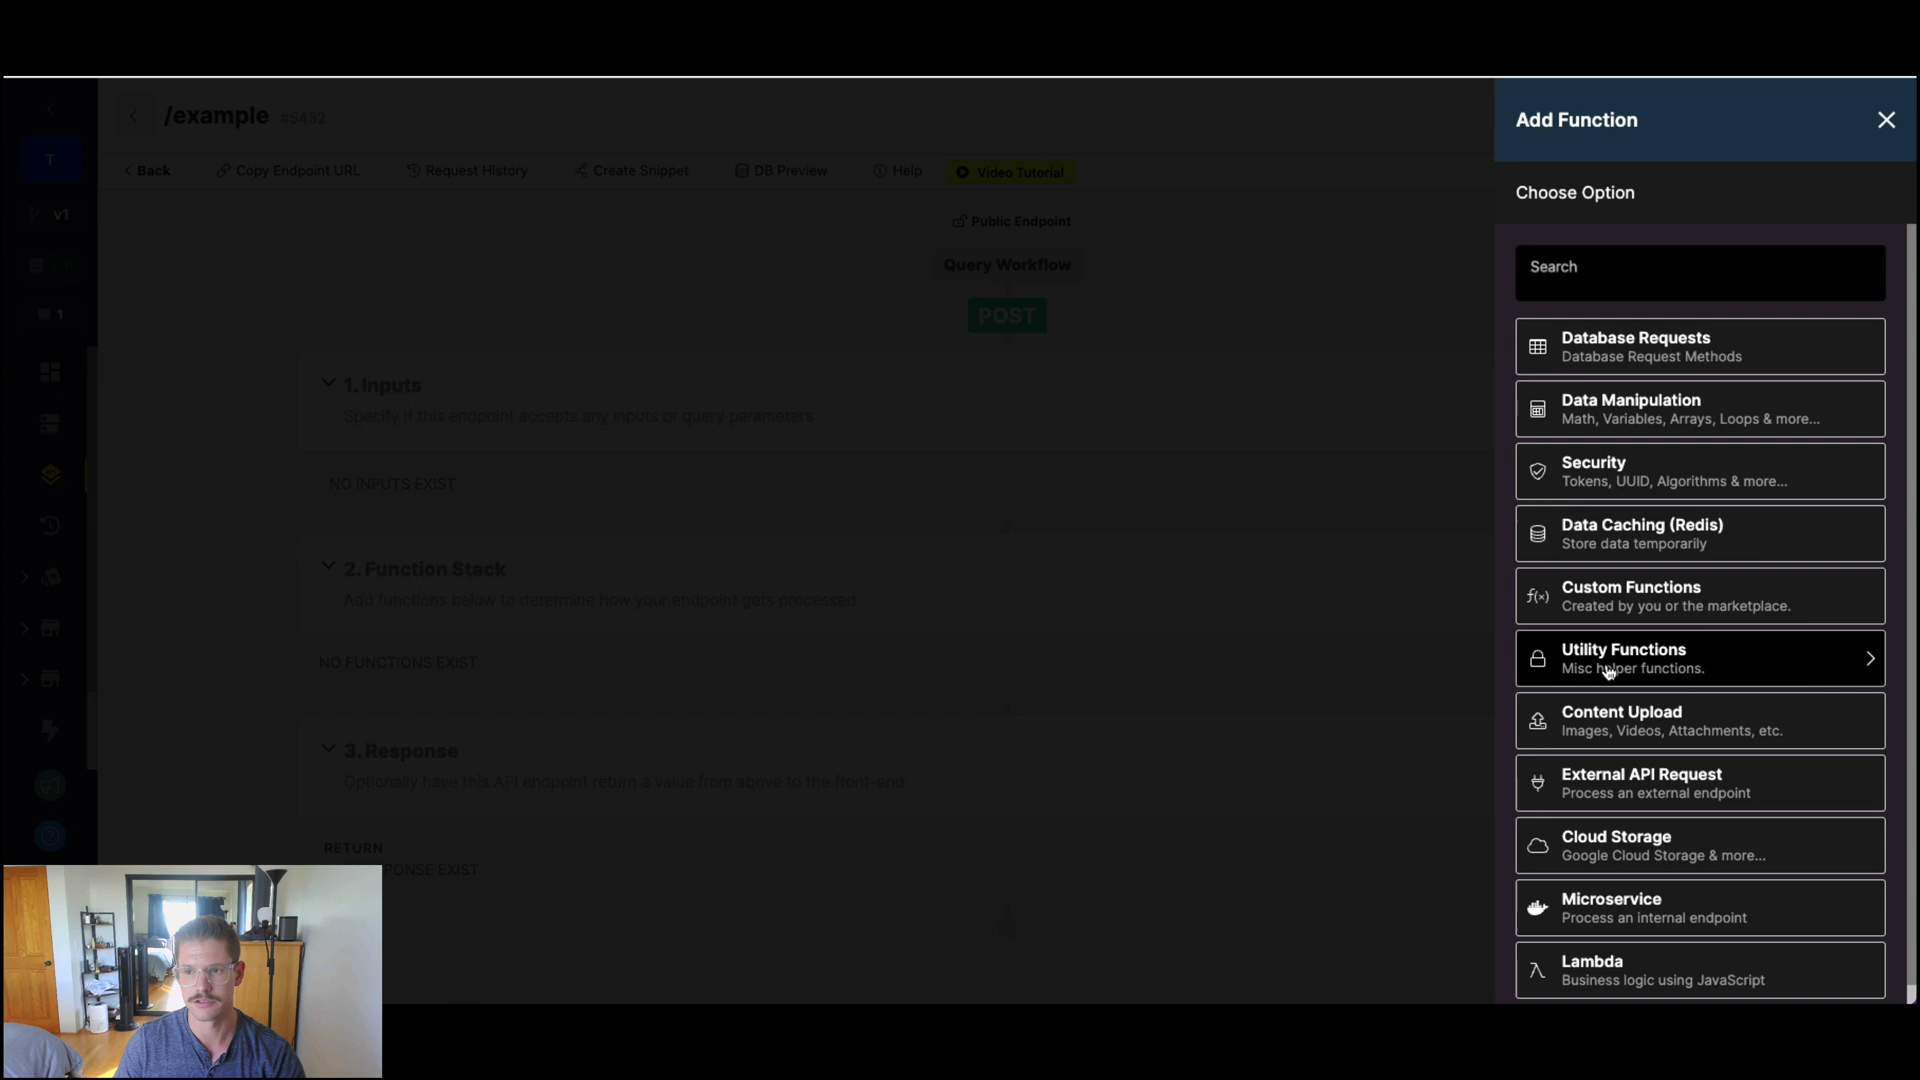 /example #5432
Back
Copy Endpoint URL
Request History
Create Snippet
DB Preview
Help
Video Tutorial
T
v1
1
Public Endpoint
Query Workflow
POST
1. Inputs
Specify if this endpoint accepts any inputs or query parameters
NO INPUTS EXIST
2. Function Stack
Add functions below to determine how your endpoint gets processed
NO FUNCTIONS EXIST
3. Response
Optionally have this API endpoint return a value from above to the front-end
RETURN
EXIST
Add Function
Choose Option
Search
Database Requests
Database Request Methods
Data Manipulation
Math, Variables, Arrays, Loops & more...
Security
Tokens, UUID, Algorithms & more...
Data Caching (Redis)
Store data temporarily
f(x)
Custom Functions
Created by you or the marketplace.
Utility Functions
Misc helper functions.
Content Upload
Images, Videos, Attachments, etc.
External API Request
Process an external endpoint
Cloud Storage
Google Cloud Storage & more...
Microservice
Process an internal endpoint
Lambda
Business logic using JavaScript